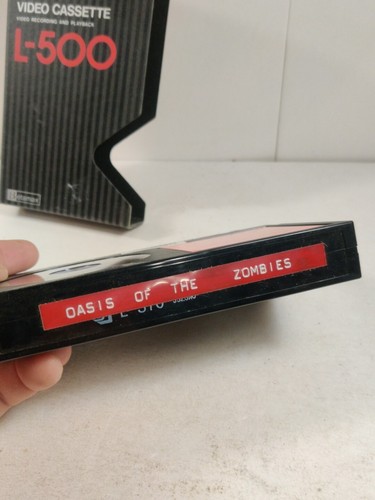 VIDEO CASSETTE
VIDEO RECORDING AND PLAYBACK
L-500
OASIS OF THE ZOMBIES